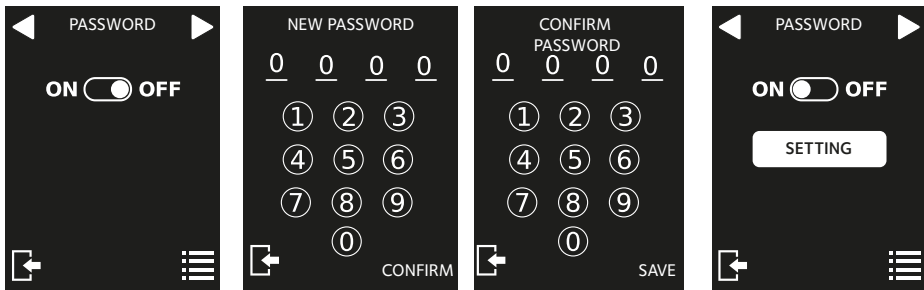 PASSWORD
ON OFF
NEW PASSWORD
0 0 0 0
1 2 3
4 5 6
7 8 9
0
CONFIRM
CONFIRM
PASSWORD
0 0 0 0
1 2 3
4 5 6
7 8 9
0
SAVE
PASSWORD
ON OFF
SETTING